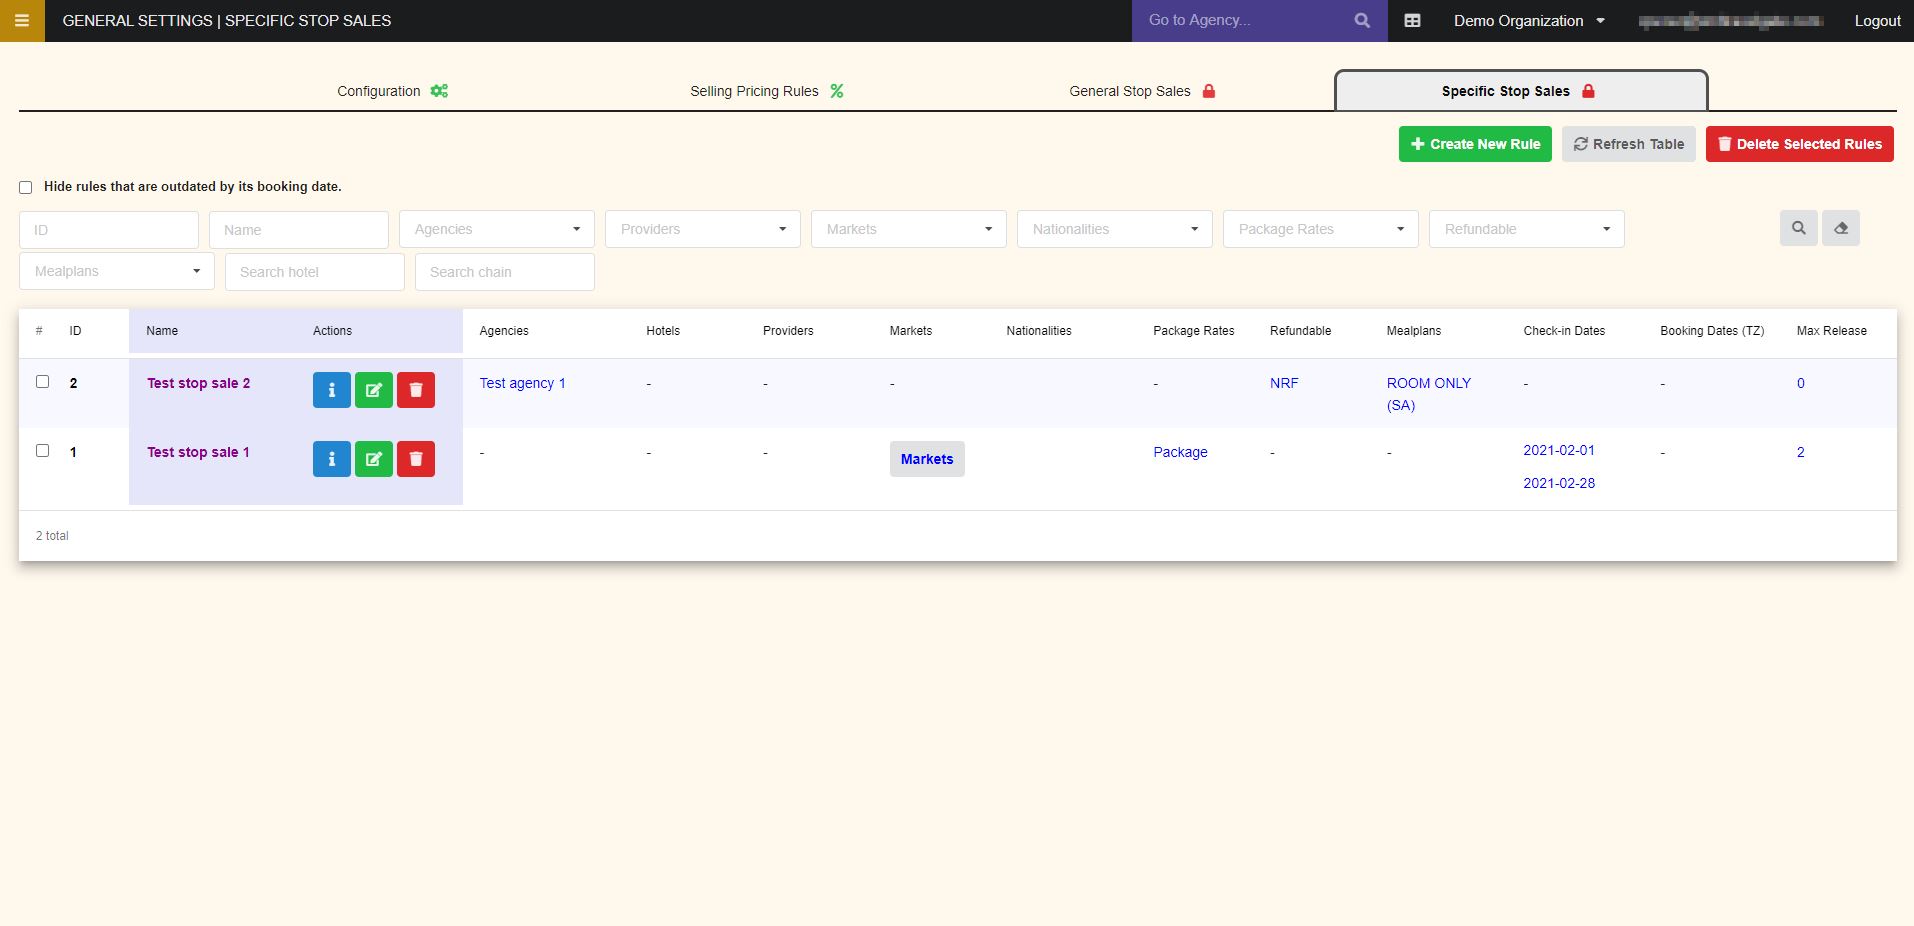 GENERAL SETTINGS | SPECIFIC STOP SALES
Go to Agency...
Demo Organization
Logout
Configuration
Selling Pricing Rules
General Stop Sales
Specific Stop Sales
Create New Rule
Refresh Table
Delete Selected Rules
Hide rules that are outdated by its booking date.
ID
Name
Agencies
Providers
Markets
Nationalities
Package Rates
Refundable
Mealplans
Search hotel
Search chain
# ID Name Actions Agencies Hotels Providers Markets Nationalities Package Rates Refundable Mealplans Check-in Dates Booking Dates (TZ) Max Release
2 Test stop sale 2 Test agency 1 - - - - NRF ROOM ONLY - - 0
(SA)
1 Test stop sale 1 - - - Markets Package - - 2021-02-01 - 2
2021-02-28
2 total